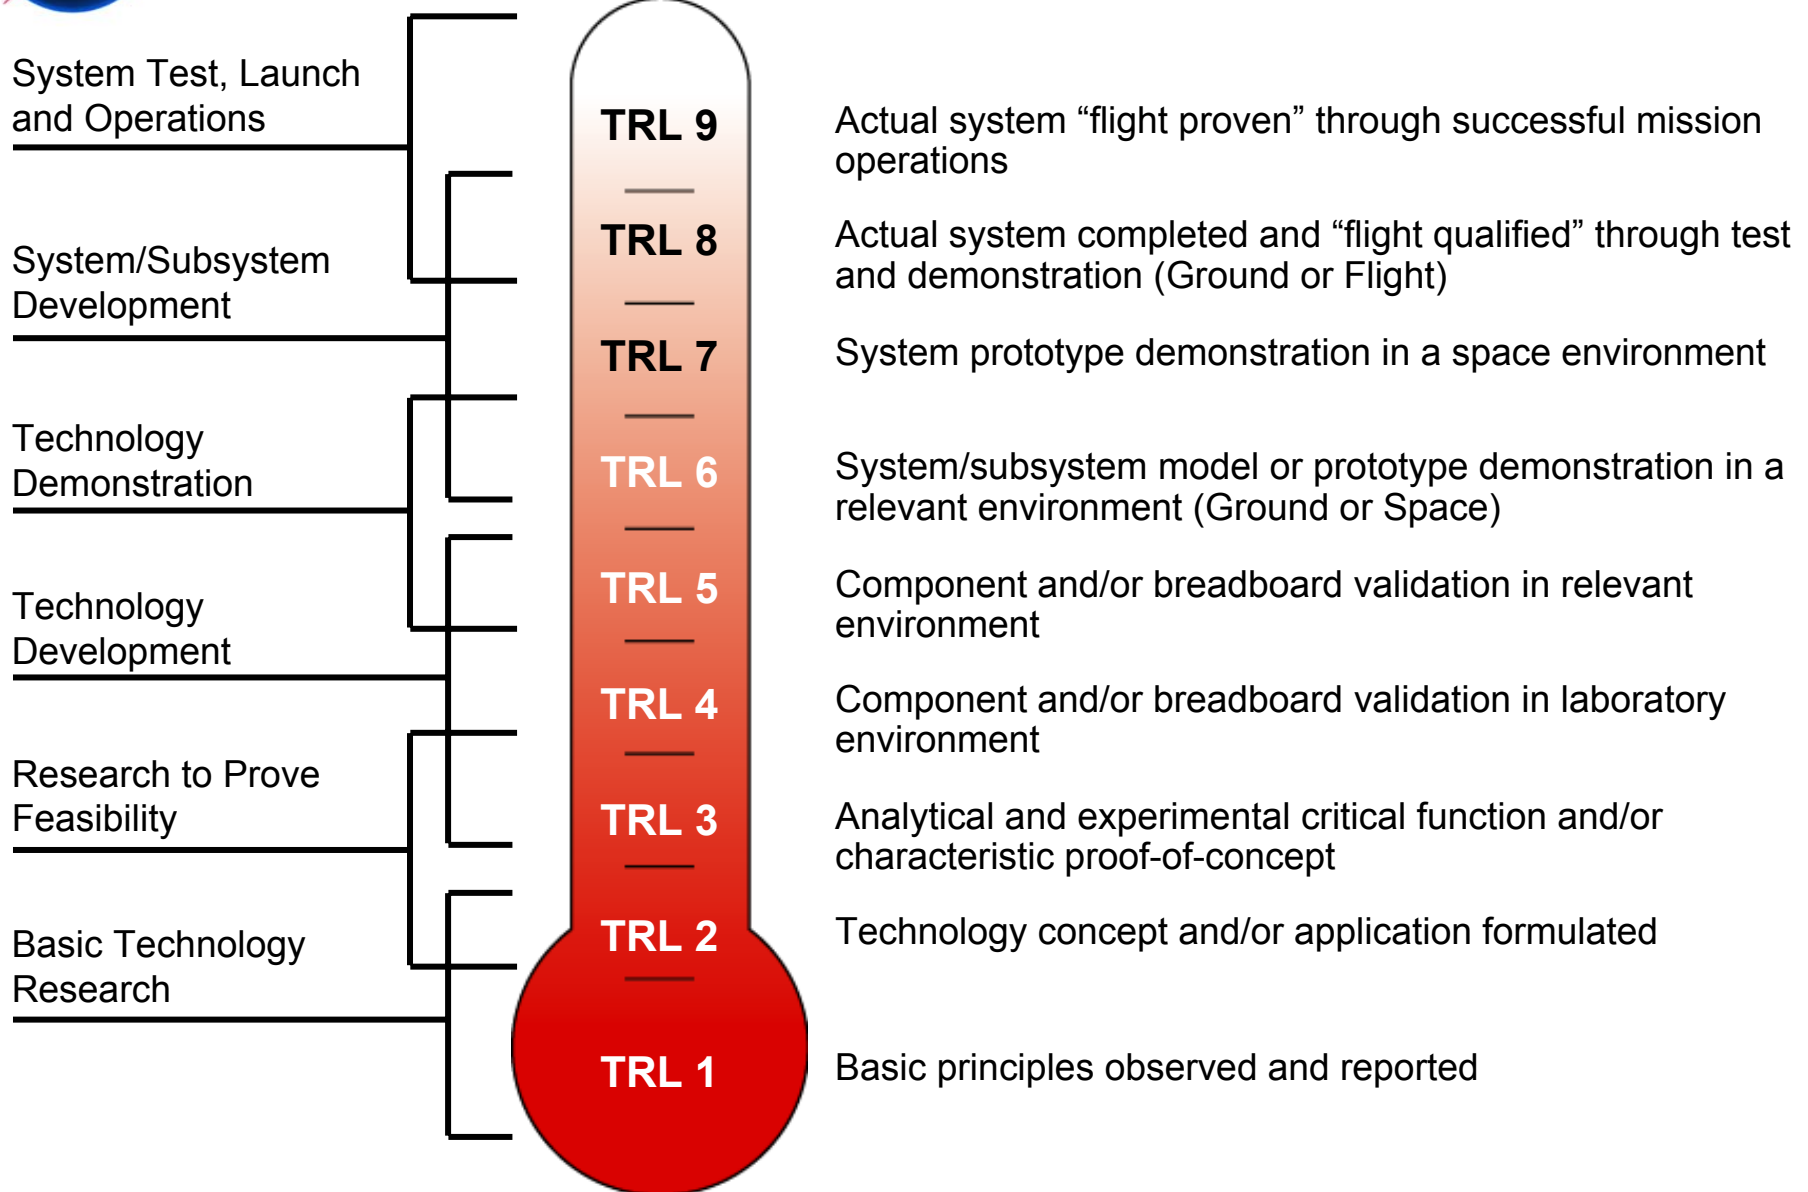 System Test, Launch
and Operations
System/Subsystem
Development
Technology
Demonstration
Technology
Development
Research to Prove
Feasibility
Basic Technology
Research
TRL 9
TRL 8
TRL 7
TRL 6
TRL 5
TRL 4
TRL 3
TRL 2
TRL 1
Actual system “flight proven” through successful mission
operations
Actual system completed and “flight qualified” through test
and demonstration (Ground or Flight)
System prototype demonstration in a space environment
System/subsystem model or prototype demonstration in a
relevant environment (Ground or Space)
Component and/or breadboard validation in relevant
environment
Component and/or breadboard validation in laboratory
environment
Analytical and experimental critical function and/or
characteristic proof-of-concept
Technology concept and/or application formulated
Basic principles observed and reported